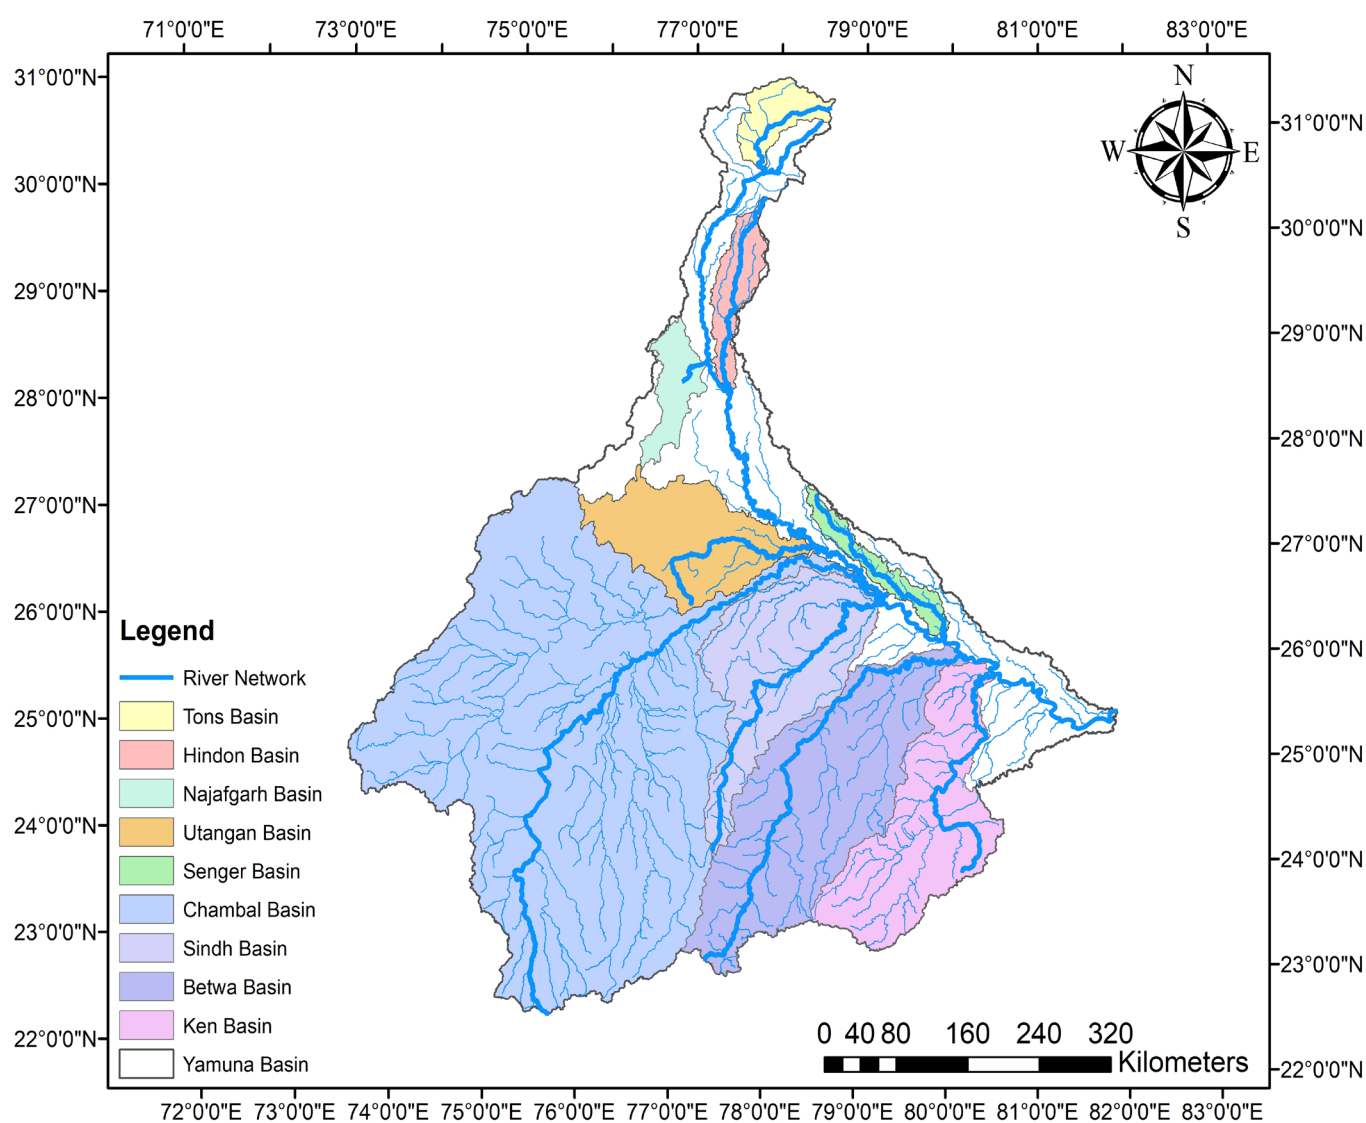 71°0'0"E 73°0'0"E 75°0'0"E 77°0'0"E 79°0'0"E 81°0'0"E 83°0'0"E
31°0'0"N
30°0'0"N
29°0'0"N
28°0'0"N
27°0'0"N
26°0'0"N
25°0'0"N
24°0'0"N
23°0'0"N
22°0'0"N
N
W E
S
31°0'0"N
30°0'0"N
29°0'0"N
28°0'0"N
27°0'0"N
26°0'0"N
25°0'0"N
24°0'0"N
23°0'0"N
22°0'0"N
Legend
River Network
Tons Basin
Hindon Basin
Najafgarh Basin
Utangan Basin
Senger Basin
Chambal Basin
Sindh Basin
Betwa Basin
Ken Basin
Yamuna Basin
0 40 80 160 240 320
Kilometers
72°0'0"E 73°0'0"E 74°0'0"E 75°0'0"E 76°0'0"E 77°0'0"E 78°0'0"E 79°0'0"E 80°0'0"E 81°0'0"E 82°0'0"E 83°0'0"E